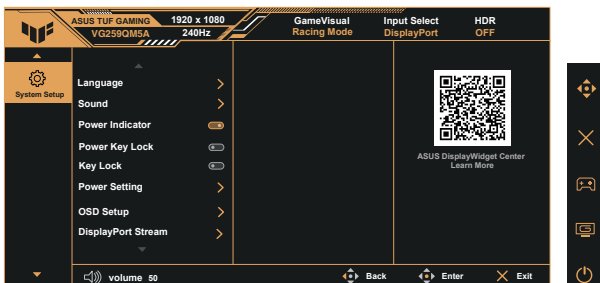 ASUS TUF GAMING 1920 x 1080
VG259QM5A 240Hz
GameVisual
Racing Mode
Input Select
DisplayPort
HDR
OFF
System Setup
Language
Sound
Power Indicator
Power Key Lock
Key Lock
Power Setting
OSD Setup
DisplayPort Stream
ASUS DisplayWidget Center
Learn More
volume 50
Back
Enter
Exit